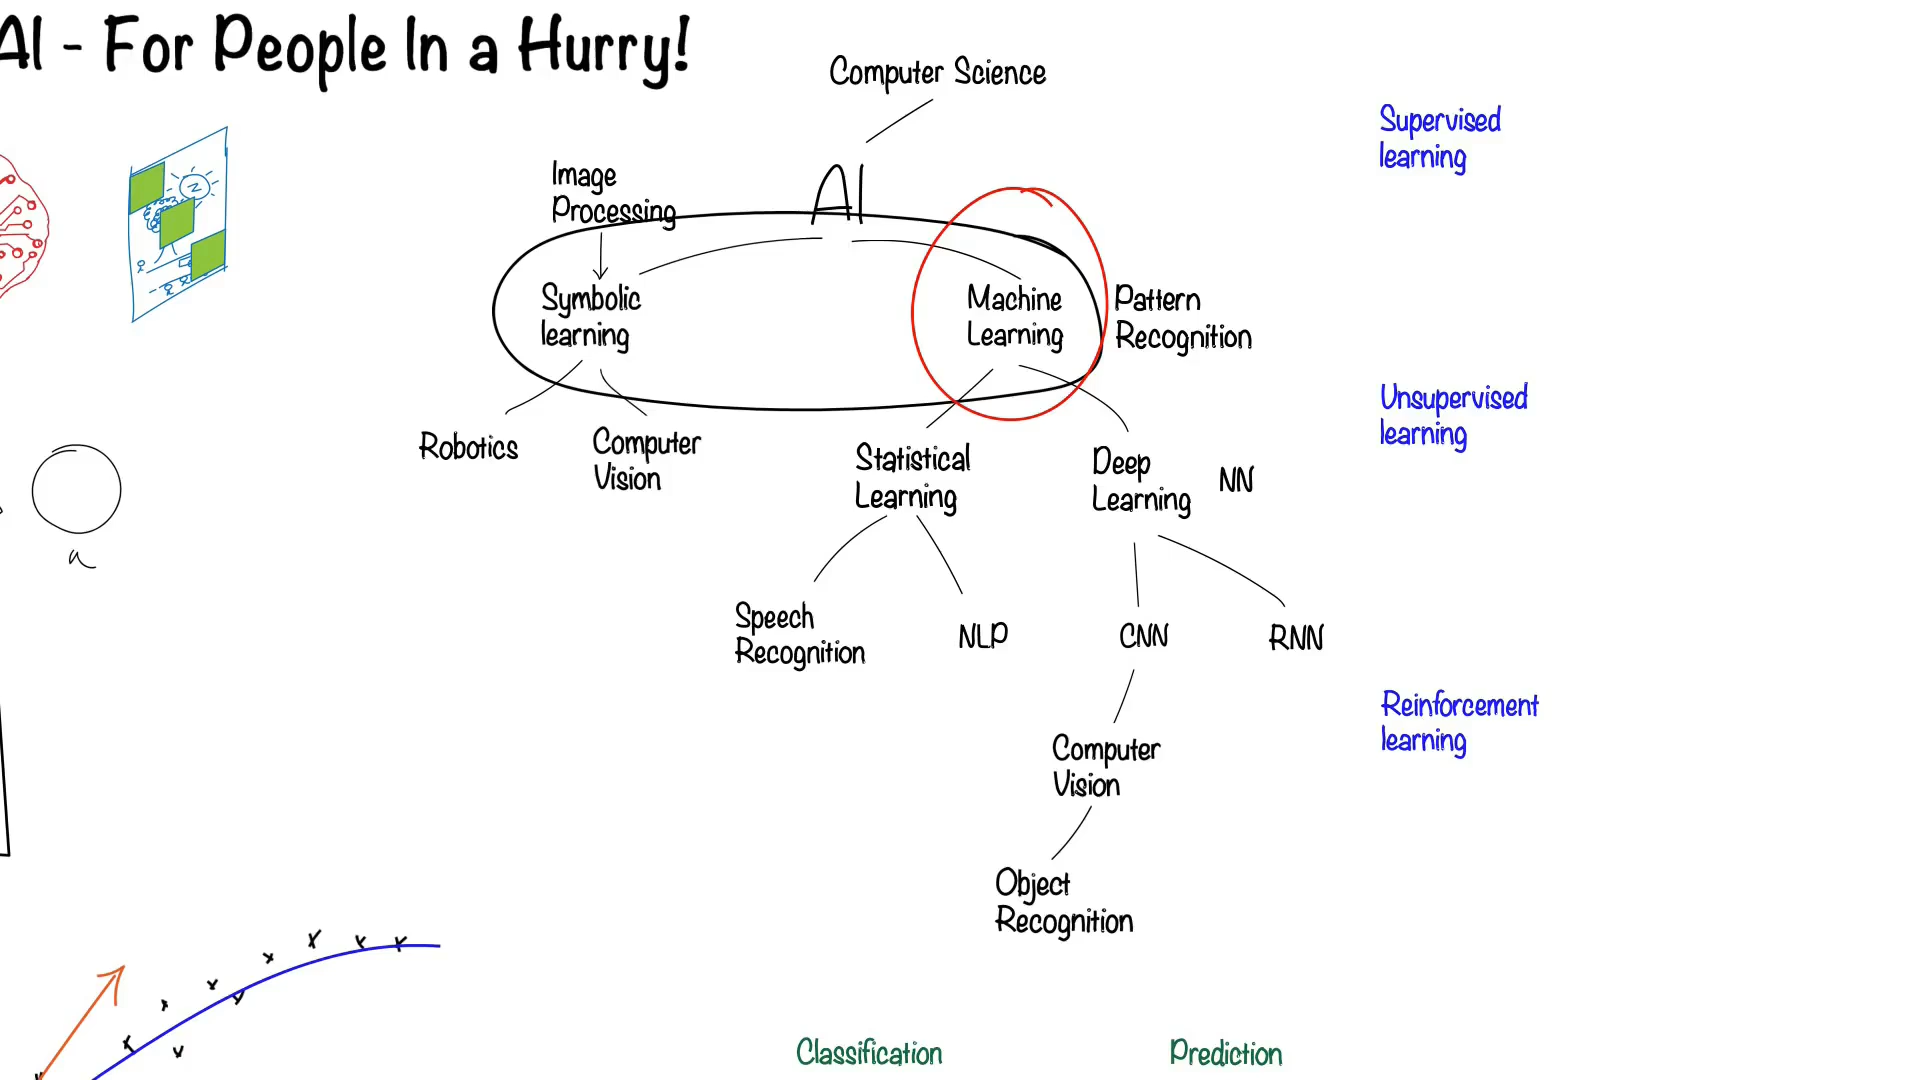 AI - For People In a Hurry!
Computer Science
AI
Image
Processing
Symbolic
learning
Machine
Learning
Pattern
Recognition
Robotics
Computer
Vision
Statistical
Learning
Deep
Learning
NN
Speech
Recognition
NLP
CNN
RNN
Computer
Vision
Object
Recognition
Supervised
learning
Unsupervised
learning
Reinforcement
learning
Classification
Prediction